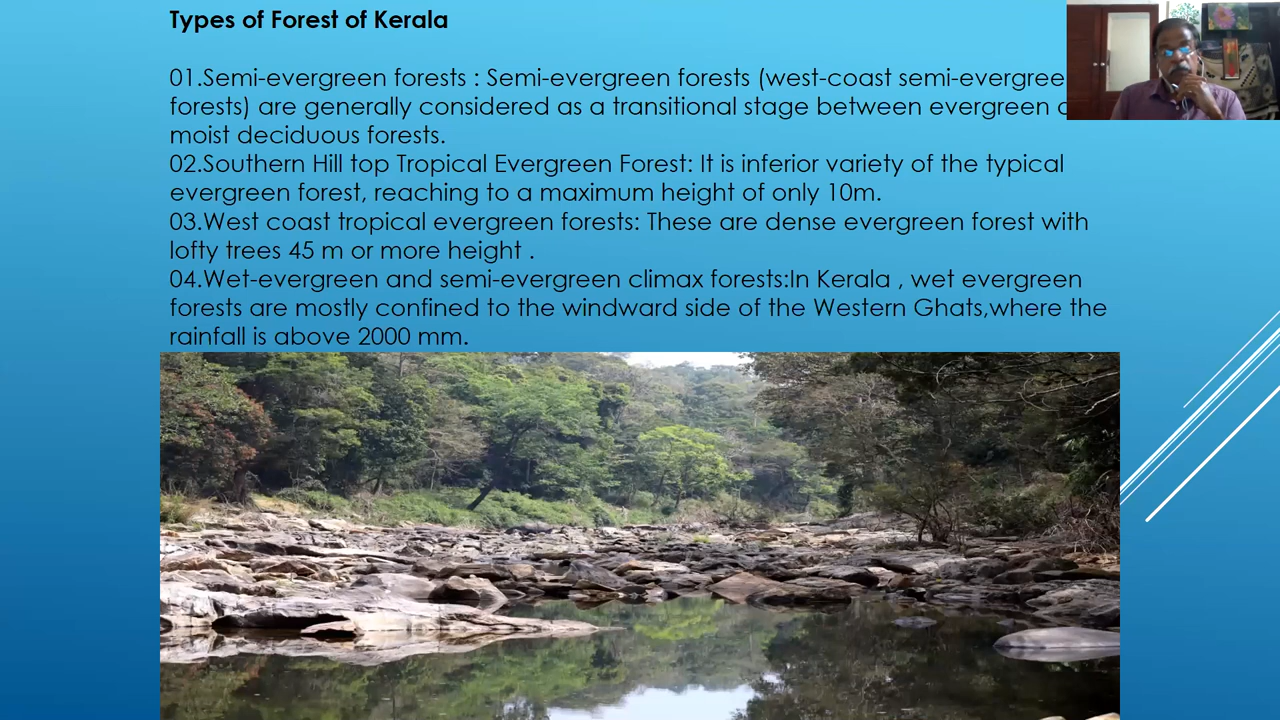 Types of Forest of Kerala
01.Semi-evergreen forests : Semi-evergreen forests (west-coast
forests) are generally considered as a transitional stage between evergreen
moist deciduous forests.
02.Southern Hill top Tropical Evergreen Forest: It is inferior variety of the typical
evergreen forest, reaching to a maximum height of only 10m.
03.West coast tropical evergreen forests: These are dense evergreen forest with
lofty trees 45 m or more height .
04.Wet-evergreen and semi-evergreen climax forests:In Kerala , wet evergreen
forests are mostly confined to the windward side of the Western Ghats,where the
rainfall is above 2000 mm.